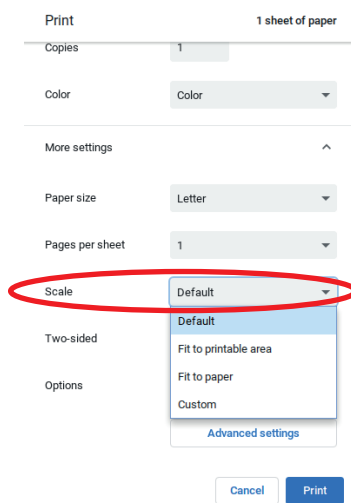 Print 1 sheet of paper
Copies 1
Color Color
More settings
Paper size Letter
Pages per sheet 1
Scale Default
Default
Two-sided
Fit to printable area
Fit to paper
Options
Custom
Advanced settings
Cancel Print